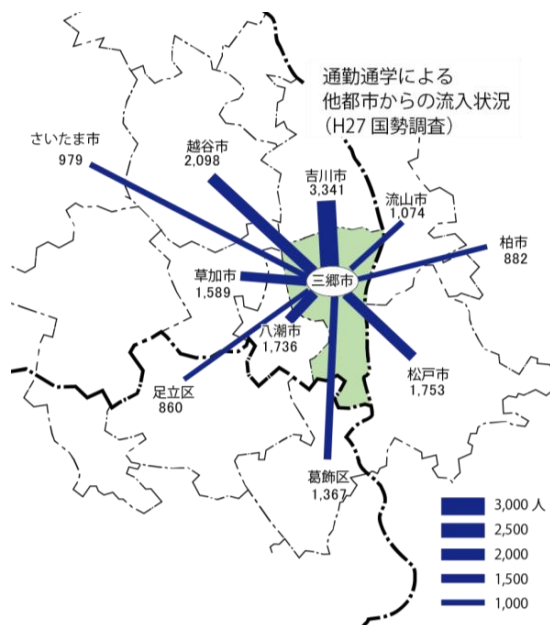 通勤通学による
他都市からの流入状況
（H27 国勢調査）
さいたま市
979
越谷市
2,098
吉川市
3,341
流山市
1,074
柏市
882
草加市
1,589
三郷市
八潮市
1,736
足立区
860
松戸市
1,753
葛飾区
1,367
3,000 人
2,500
2,000
1,500
1,000